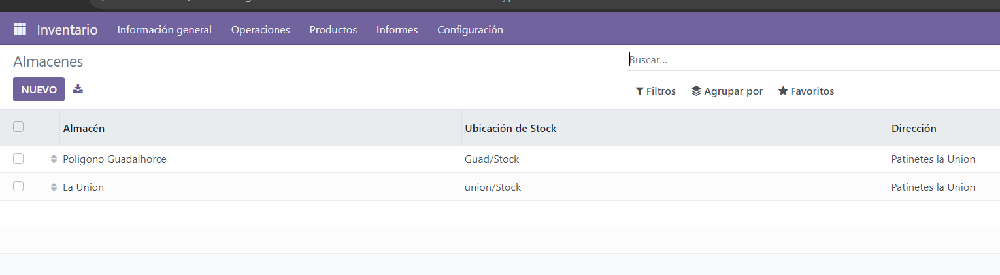 Inventario Información general Operaciones Productos Informes Configuración
Almacenes
Buscar...
NUEVO
Filtros Agrupar por Favoritos
Almacén Ubicación de Stock Dirección
Poligono Guadalhorce Guad/Stock Patinetes la Union
La Union union/Stock Patinetes la Union